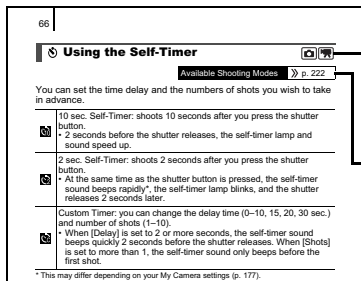 66
Using the Self-Timer
Available Shooting Modes p. 222
You can set the time delay and the numbers of shots you wish to take
in advance.
10 sec. Self-Timer: shoots 10 seconds after you press the shutter
button.
• 2 seconds before the shutter releases, the self-timer lamp and
sound speed up.
2 sec. Self-Timer: shoots 2 seconds after you press the shutter
button.
• At the same time as the shutter button is pressed, the self-timer
sound beeps rapidly*, the self-timer lamp blinks, and the shutter
releases 2 seconds later.
Custom Timer: you can change the delay time (0–10, 15, 20, 30 sec.)
and number of shots (1–10).
• When [Delay] is set to 2 or more seconds, the self-timer sound
beeps quickly 2 seconds before the shutter releases. When [Shots]
is set to more than 1, the self-timer sound only beeps before the
first shot.
* This may differ depending on your My Camera settings (p. 177).